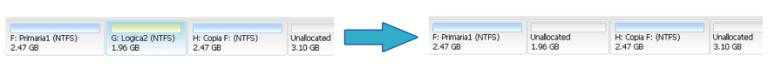 F: Primaria1 (NTFS)
2.47 GB
G: Logica2 (NTFS)
1.96 GB
H: Copia F: (NTFS)
2.47 GB
Unallocated
3.10 GB
F: Primaria1 (NTFS)
2.47 GB
Unallocated
1.96 GB
H: Copia F: (NTFS)
2.47 GB
Unallocated
3.10 GB